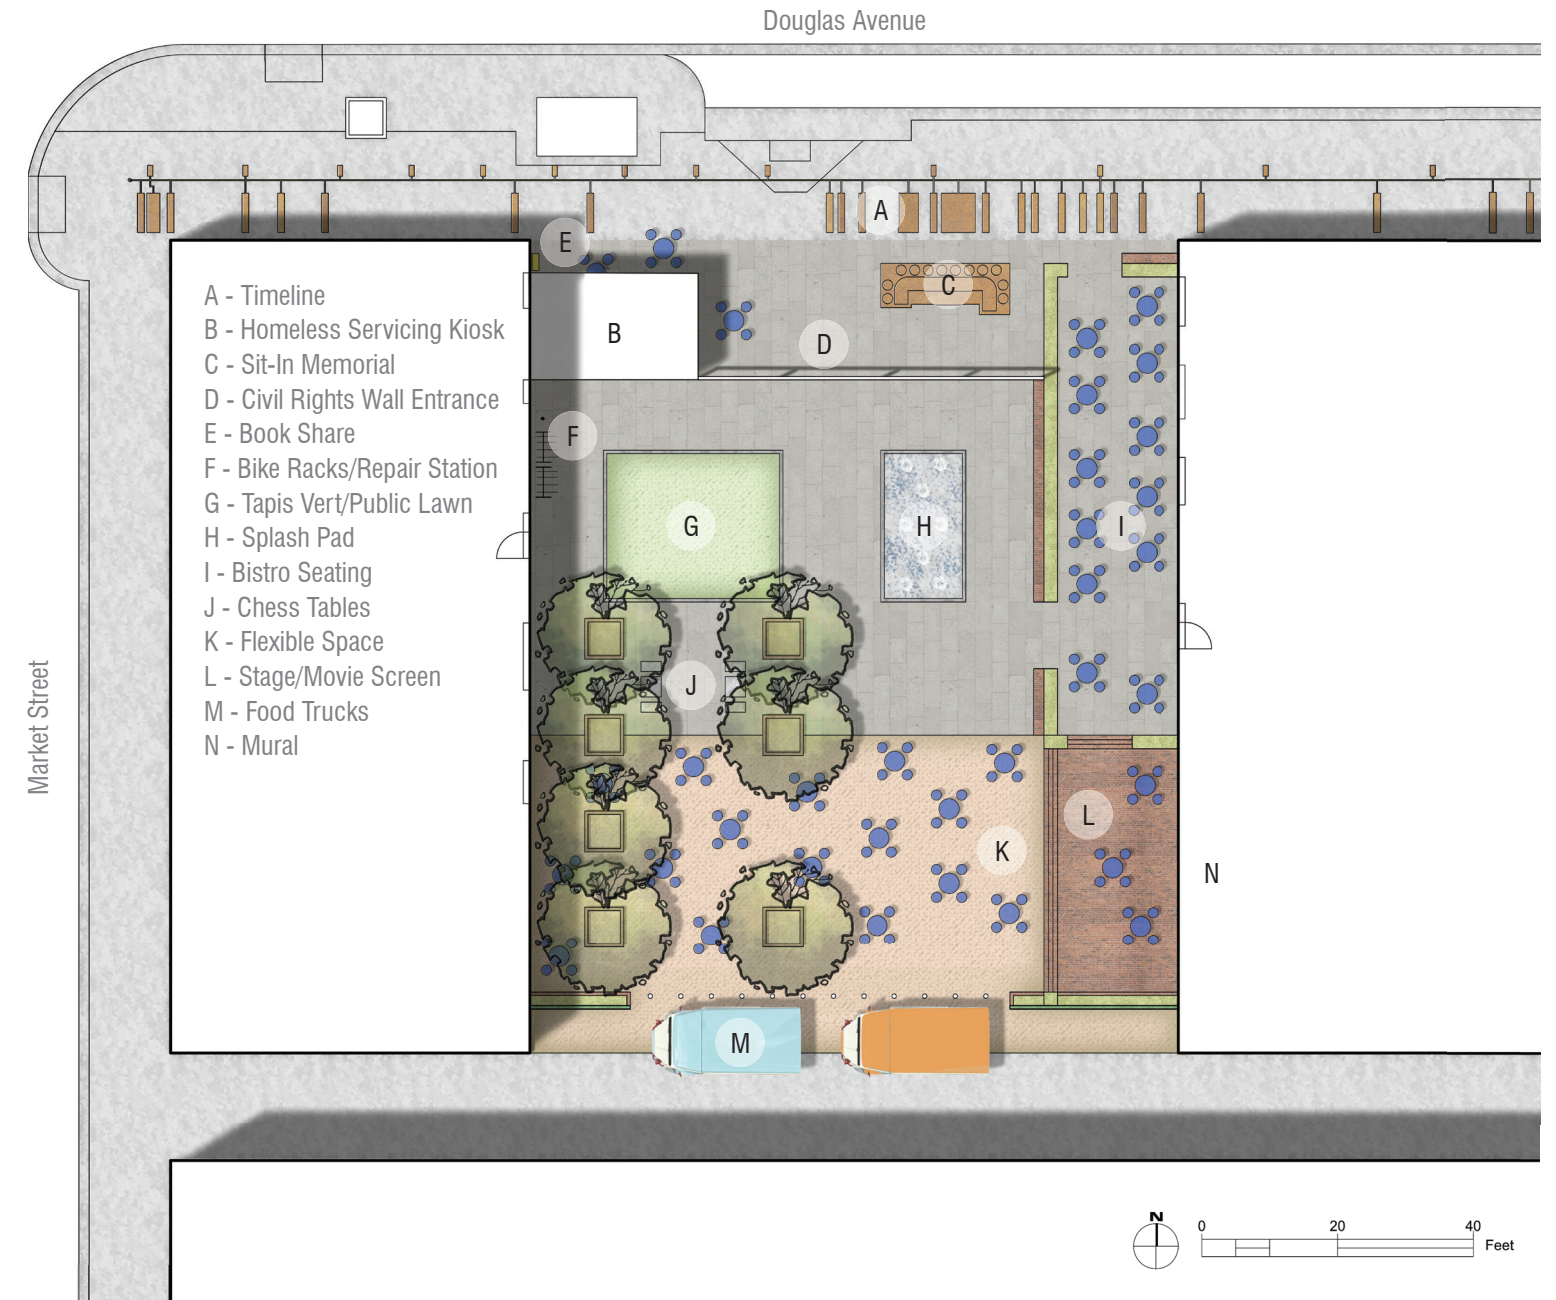 Douglas Avenue
A
E
A - Timeline
B - Homeless Servicing Kiosk
C - Sit-In Memorial
D - Civil Rights Wall Entrance
E - Book Share
F - Bike Racks/Repair Station
G - Tapis Vert/Public Lawn
H - Splash Pad
I - Bistro Seating
J - Chess Tables
K - Flexible Space
L - Stage/Movie Screen
M - Food Trucks
N - Mural
C
B
D
F
G
H
I
J
Market Street
L
K
N
M
N
0 20 40
Feet